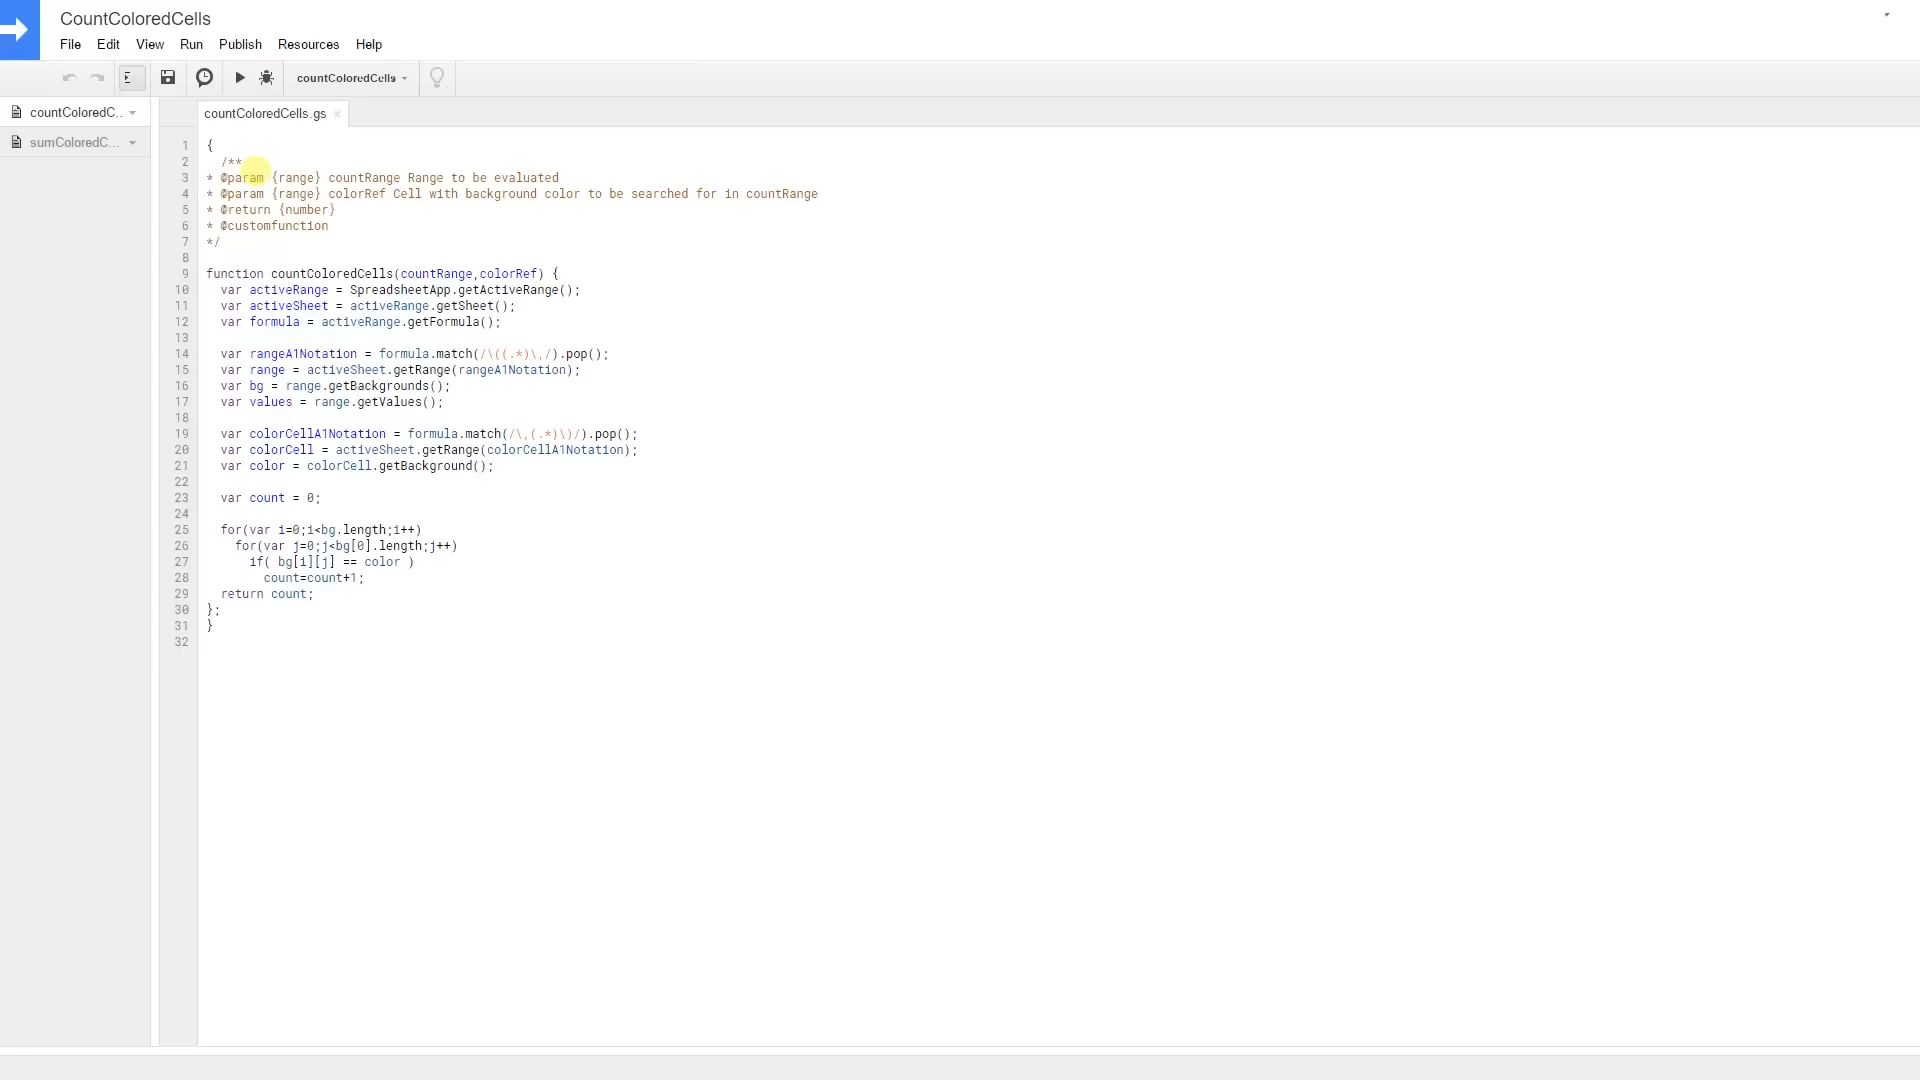 CountColoredCells
File Edit View Run Publish Resources Help
countColoredCells
countColoredC...
sumColoredC...
countColoredCells.gs
1 {
2   /**
3 * @param {range} countRange Range to be evaluated
4 * @param {range} colorRef Cell with background color to be searched for in countRange
5 * @return {number}
6 * @customfunction
7 */
8
9 function countColoredCells(countRange,colorRef) {
10   var activeRange = SpreadsheetApp.getActiveRange();
11   var activeSheet = activeRange.getSheet();
12   var formula = activeRange.getFormula();
13
14   var rangeA1Notation = formula.match(/\((.*)\,/).pop();
15   var range = activeSheet.getRange(rangeA1Notation);
16   var bg = range.getBackgrounds();
17   var values = range.getValues();
18
19   var colorCellA1Notation = formula.match(/\,(.*)\)/).pop();
20   var colorCell = activeSheet.getRange(colorCellA1Notation);
21   var color = colorCell.getBackground();
22
23   var count = 0;
24
25   for(var i=0;i<bg.length;i++)
26     for(var j=0;j<bg[0].length;j++)
27       if( bg[i][j] == color )
28         count=count+1;
29   return count;
30 };
31 }
32